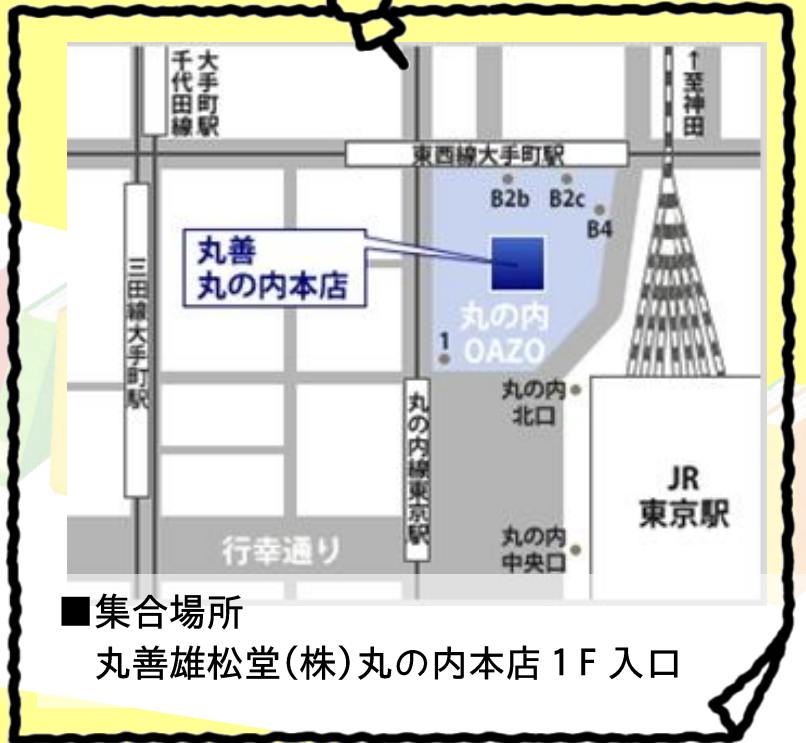 大手町駅
千代田線
↑至神田
東西線大手町駅
B2b
B2c
B4
丸善
丸の内本店
三田線大手町駅
丸の内
OAZO
1
丸の内線東京駅
丸の内
北口
JR
東京駅
行幸通り
丸の内
中央口
■集合場所
丸善雄松堂(株)丸の内本店1F入口